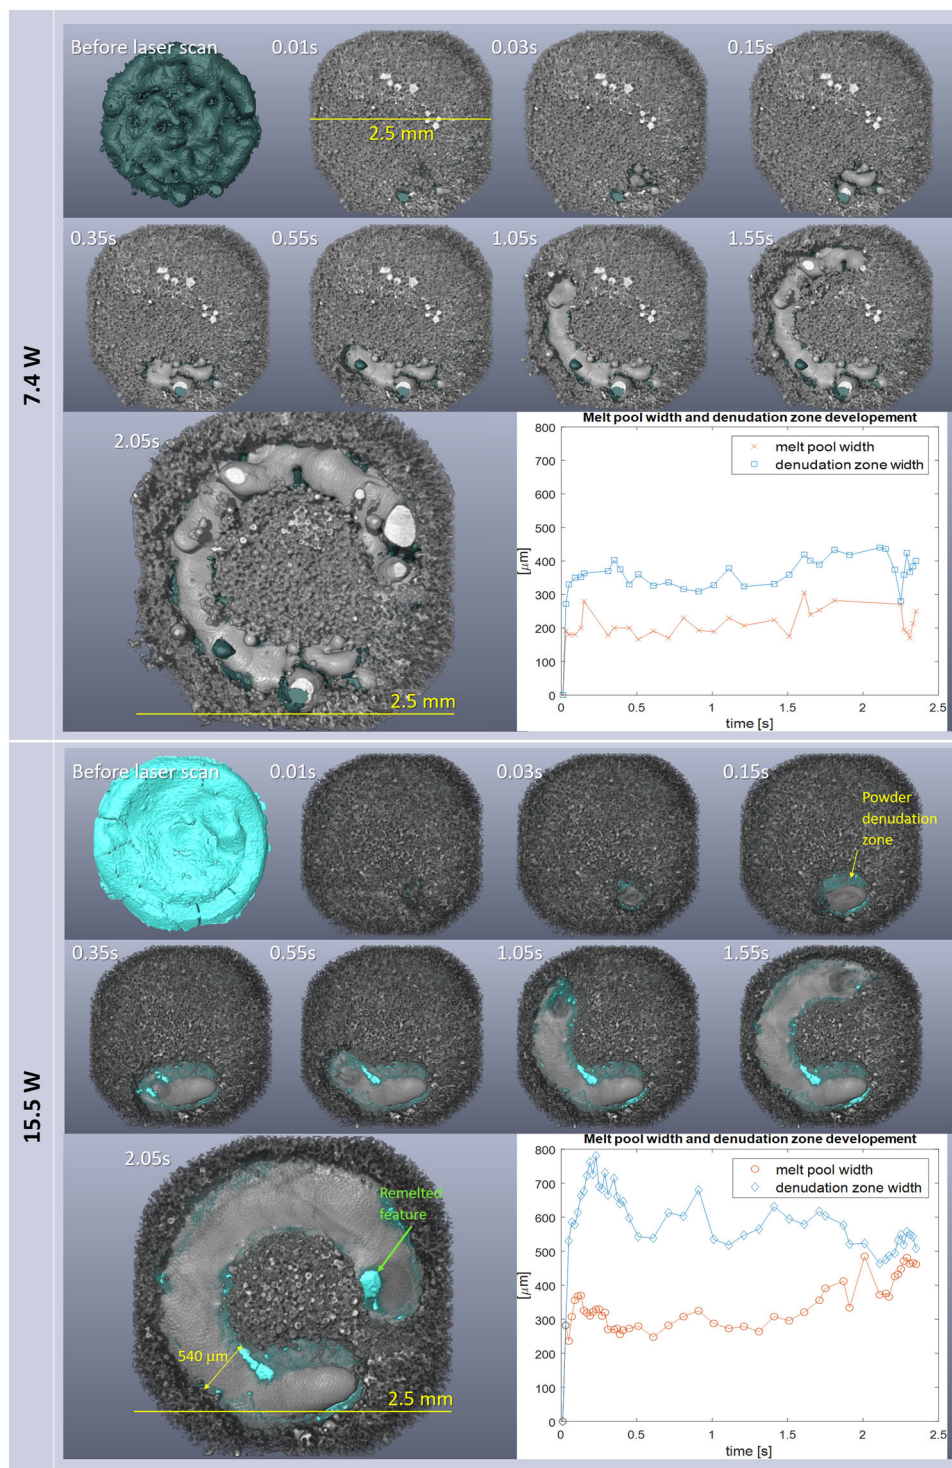 7.4 W
Before laser scan
0.01s
0.03s
0.15s
2.5 mm
0.35s
0.55s
1.05s
1.55s
2.05s
2.5 mm
Melt pool width and denudation zone developement
melt pool width
denudation zone width
[μm]
800
700
600
500
400
300
200
100
0
0
0.5
1
1.5
2
2.5
time [s]
15.5 W
Before laser scan
0.01s
0.03s
0.15s
Powder
denudation
zone
0.35s
0.55s
1.05s
1.55s
2.05s
Remelted
feature
540 μm
2.5 mm
Melt pool width and denudation zone developement
melt pool width
denudation zone width
[μm]
800
700
600
500
400
300
200
100
0
0
0.5
1
1.5
2
2.5
time [s]